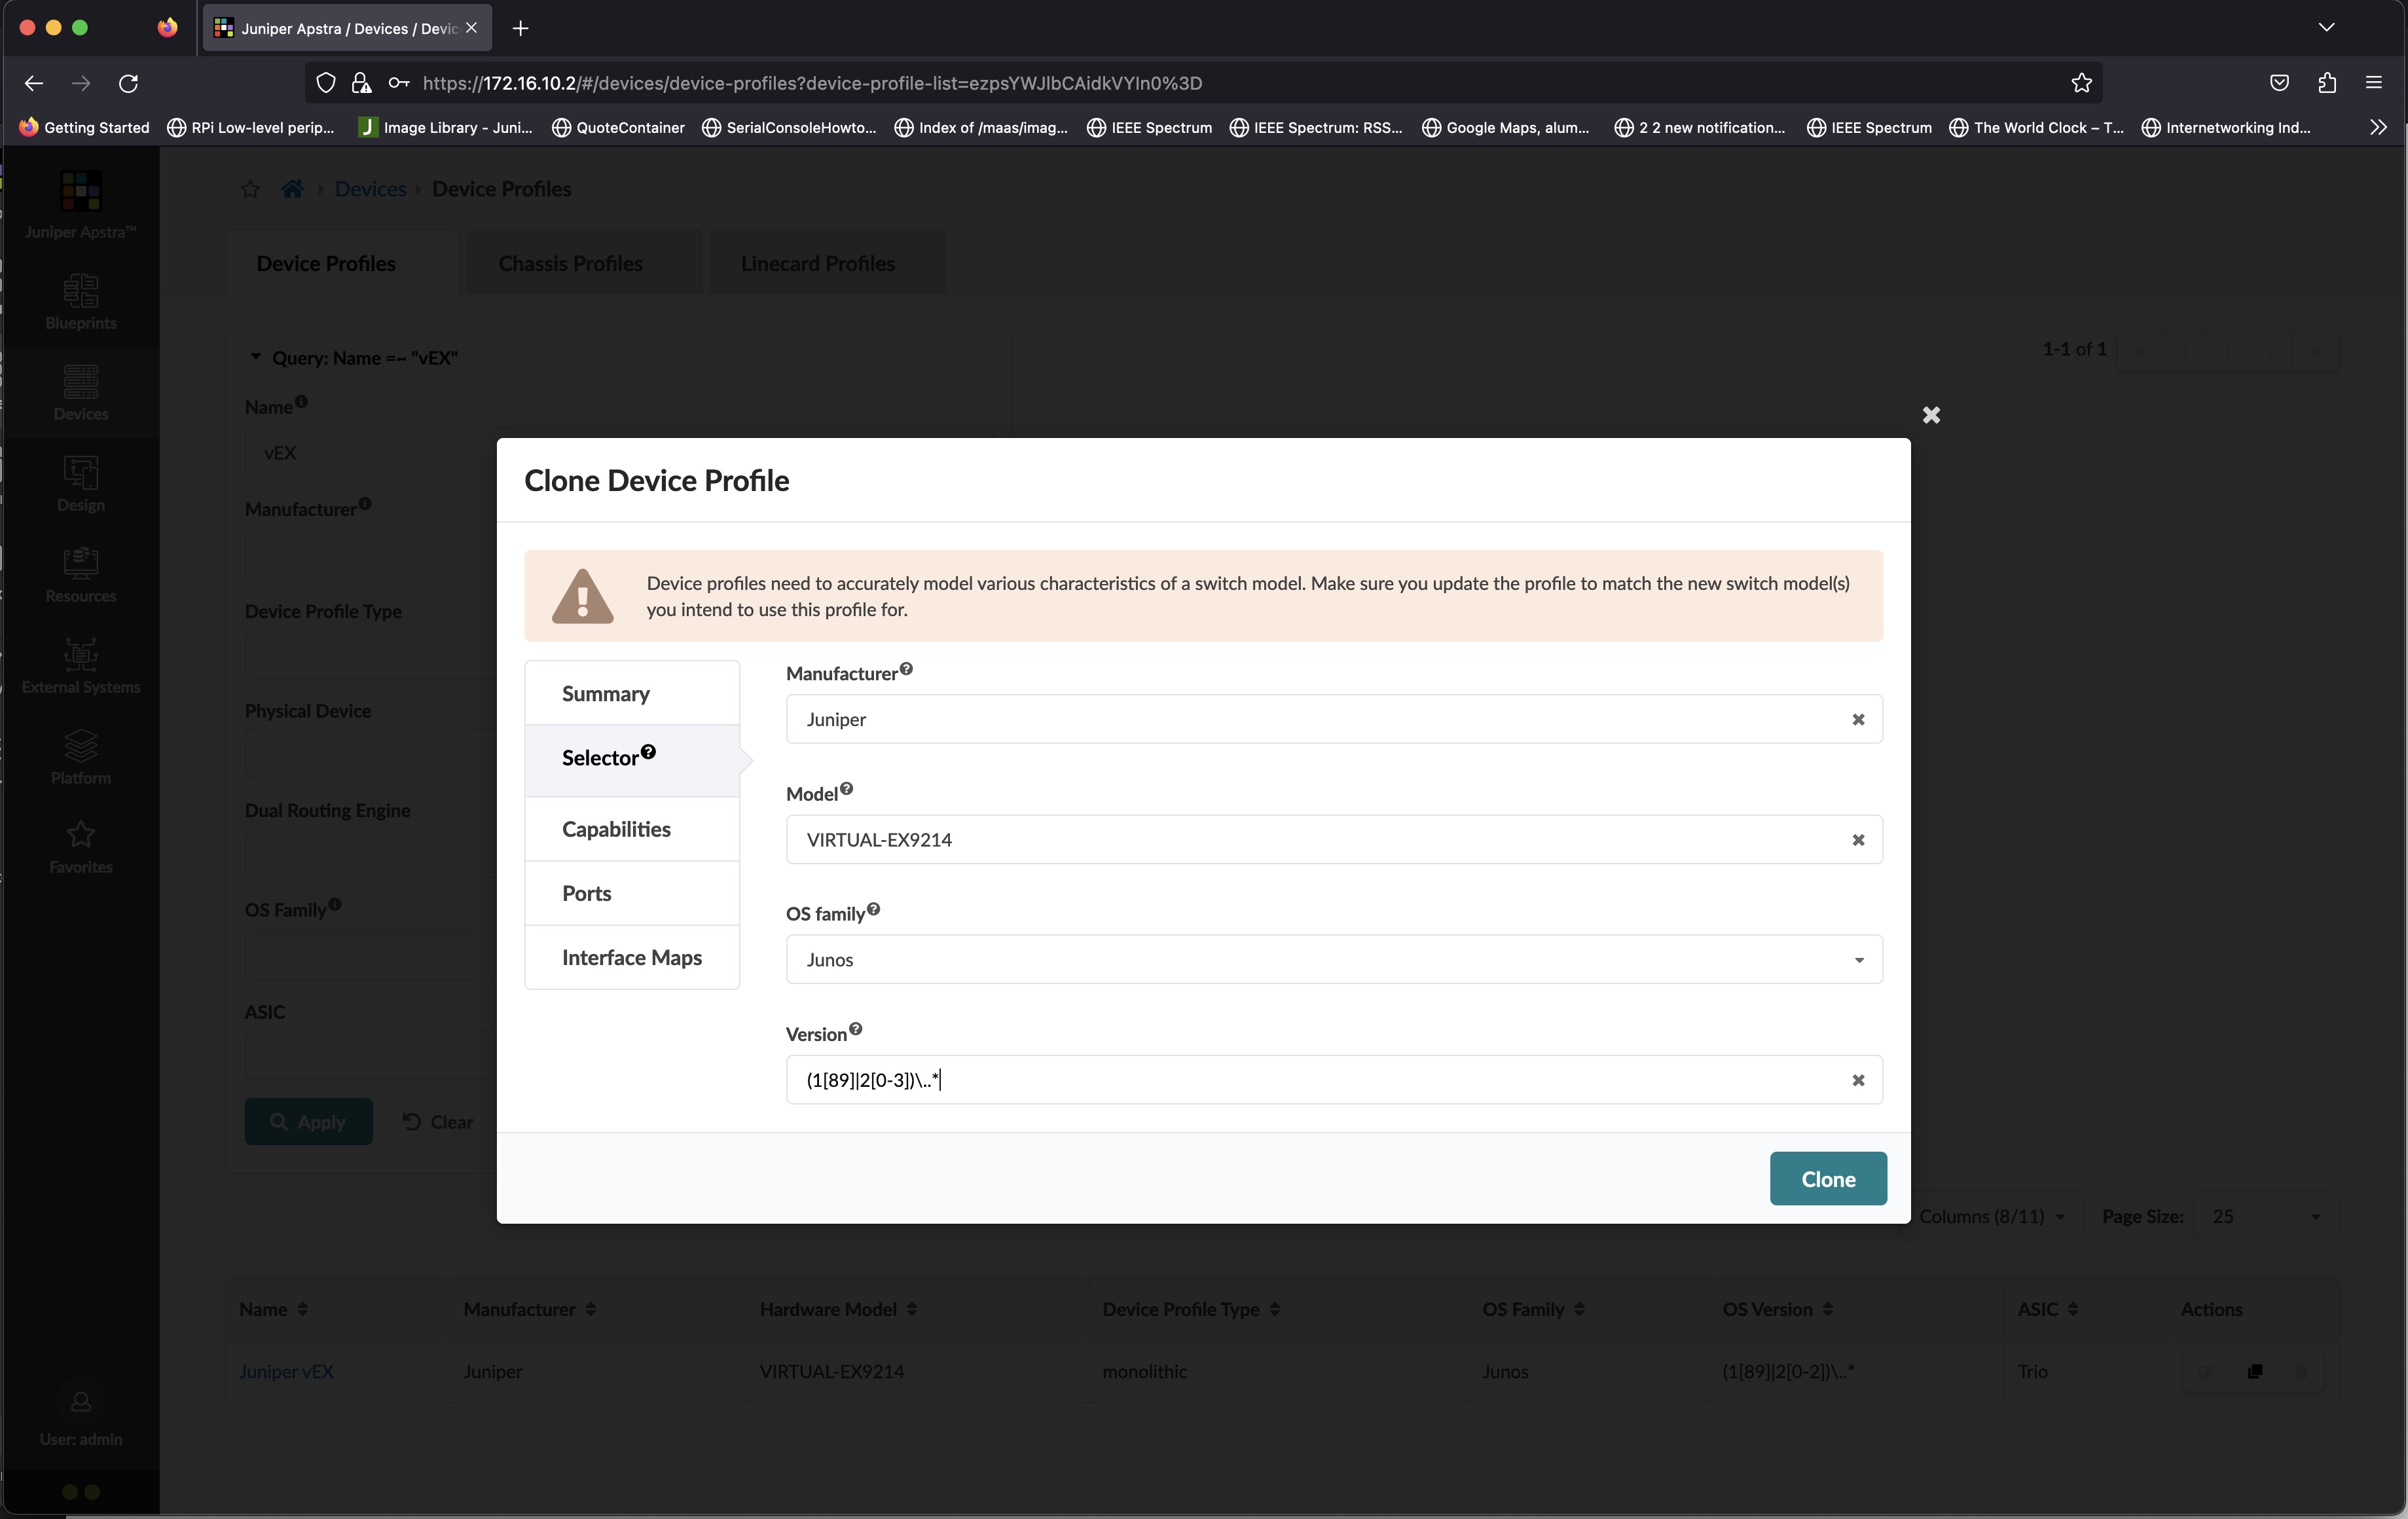 Juniper Apstra / Devices / Devic
https://172.16.10.2/#/devices/device-profiles?device-profile-list=ezpsYWJlbCAidkVYIn0%3D
Getting Started
RPi Low-level perip...
Image Library - Juni...
QuoteContainer
SerialConsoleHowto...
Index of /maas/imag...
IEEE Spectrum
IEEE Spectrum: RSS...
Google Maps, alum...
2 2 new notification...
IEEE Spectrum
The World Clock – T...
Internetworking Ind...
Juniper Apstra™
Blueprints
Devices
Design
Resources
External Systems
Platform
Favorites
User: admin
Devices
Device Profiles
Device Profiles
Chassis Profiles
Linecard Profiles
Query: Name =~ "vEX"
1-1 of 1
Name
vEX
Manufacturer
Device Profile Type
Physical Device
Dual Routing Engine
OS Family
ASIC
Apply
Clear
Clone Device Profile
Device profiles need to accurately model various characteristics of a switch model. Make sure you update the profile to match the new switch model(s)
you intend to use this profile for.
Summary
Selector
Capabilities
Ports
Interface Maps
Manufacturer
Juniper
Model
VIRTUAL-EX9214
OS family
Junos
Version
(1[89]|2[0-3])\..*
Clone
Columns (8/11)
Page Size:
25
Name
Manufacturer
Hardware Model
Device Profile Type
OS Family
OS Version
ASIC
Actions
Juniper vEX
Juniper
VIRTUAL-EX9214
monolithic
Junos
(1[89]|2[0-2])\..*
Trio